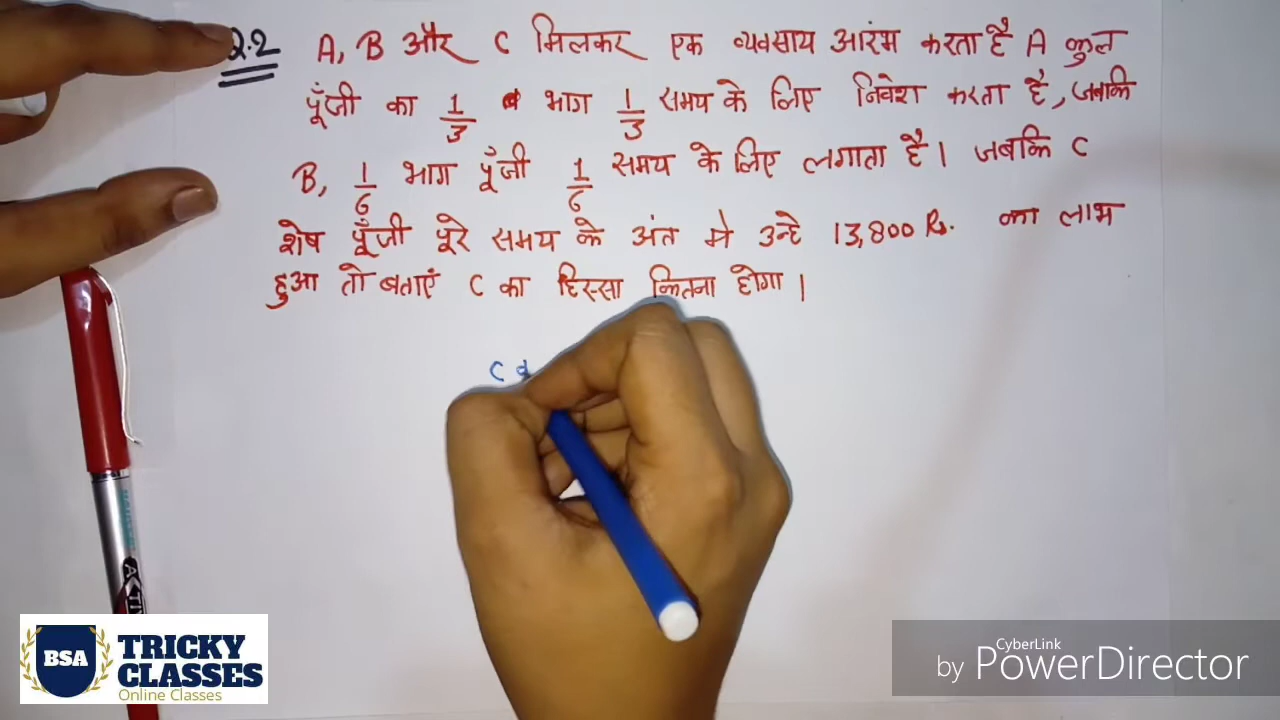 Q.2 A, B और C मिलकर एक व्यवसाय आरंभ करता है A कुल
पूँजी का 1/3 भाग 1/3 समय के लिए निवेश करता है, जबकि
B, 1/6 भाग पूँजी 1/6 समय के लिए लगाता है। जबकि C
शेष पूँजी पूरे समय के अंत मे उन्हे 13,800 Rs. का लाभ
हुआ तो बताएं C का हिस्सा कितना होगा।
C
BSA
TRICKY
CLASSES
Online Classes
CyberLink
by PowerDirector